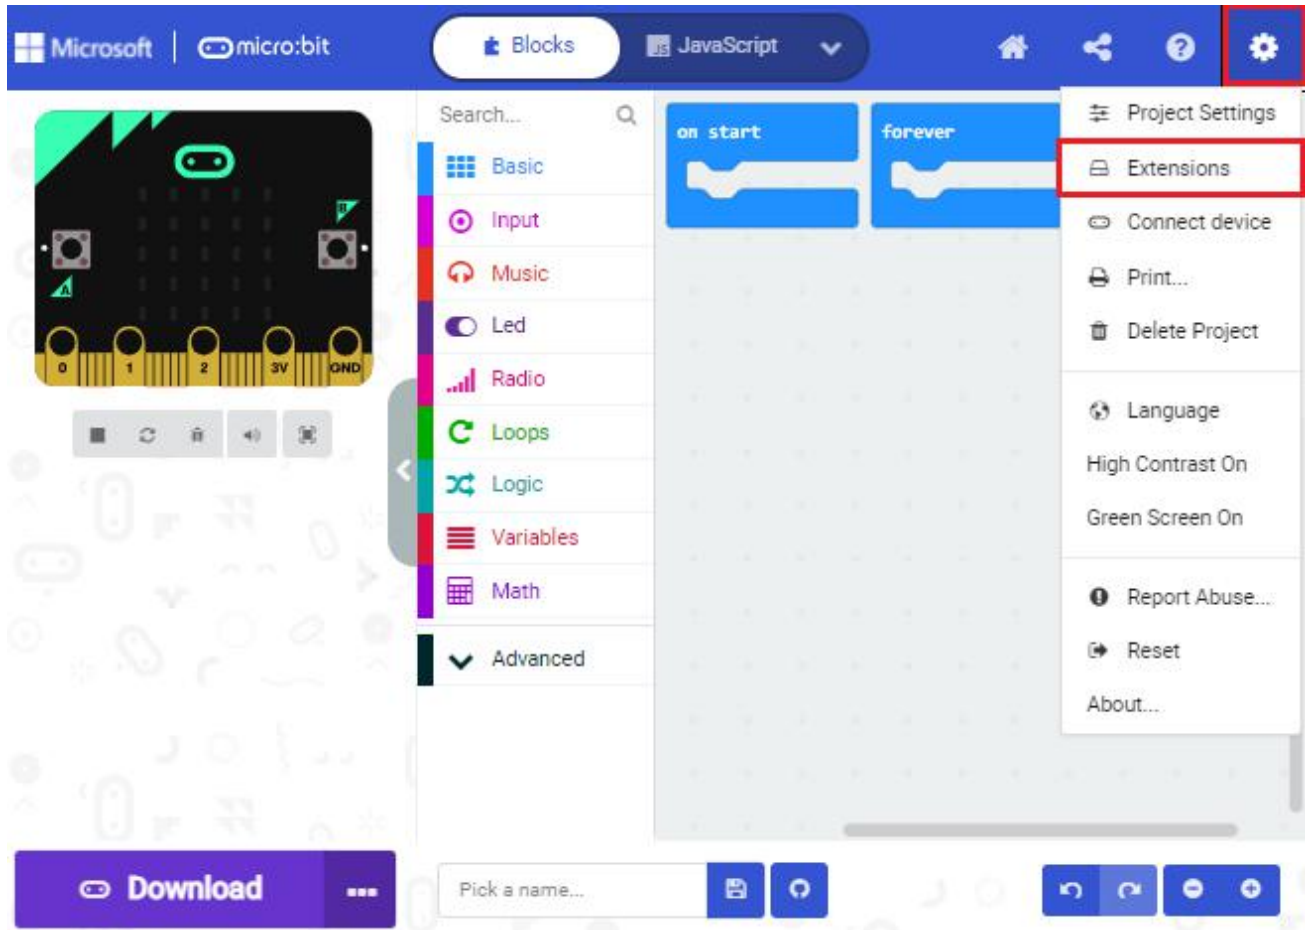 Microsoft
micro:bit
Blocks
JavaScript
Search...
Basic
Input
Music
Led
Radio
Loops
Logic
Variables
Math
Advanced
on start
forever
Project Settings
Extensions
Connect device
Print...
Delete Project
Language
High Contrast On
Green Screen On
Report Abuse...
Reset
About...
B
A
0 1 2 3V GND
Download
Pick a name...